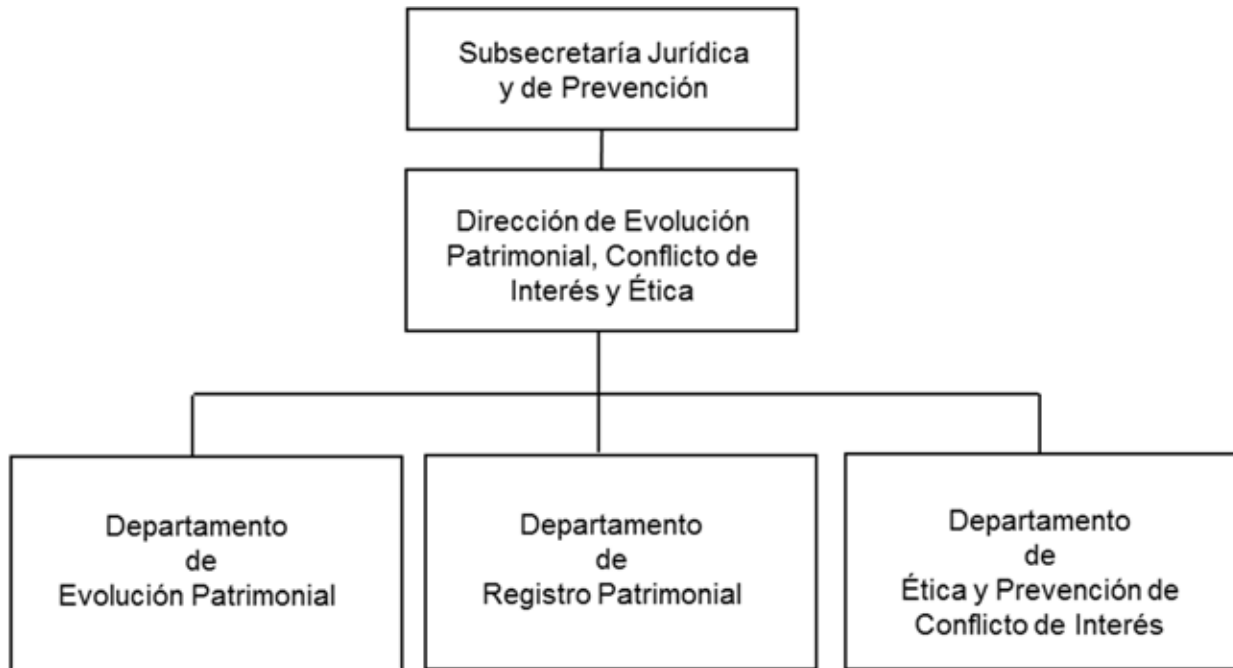 Subsecretaría Jurídica
y de Prevención
Dirección de Evolución
Patrimonial, Conflicto de
Interés y Ética
Departamento
de
Evolución Patrimonial
Departamento
de
Registro Patrimonial
Departamento
de
Ética y Prevención de
Conflicto de Interés